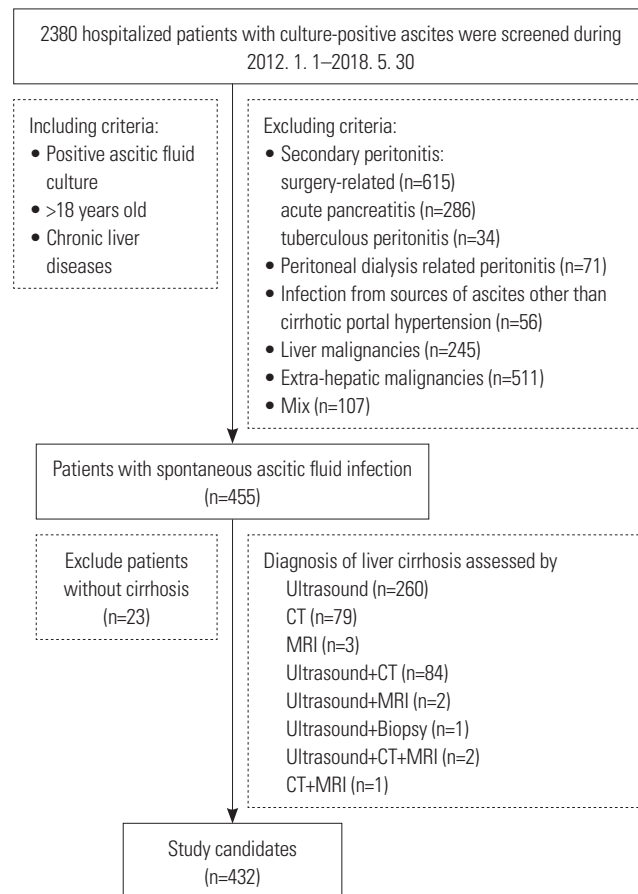 2380 hospitalized patients with culture-positive ascites were screened during
2012. 1. 1–2018. 5. 30
Including criteria:
• Positive ascitic fluid
culture
• >18 years old
• Chronic liver
diseases
Excluding criteria:
• Secondary peritonitis:
surgery-related (n=615)
acute pancreatitis (n=286)
tuberculous peritonitis (n=34)
• Peritoneal dialysis related peritonitis (n=71)
• Infection from sources of ascites other than
cirrhotic portal hypertension (n=56)
• Liver malignancies (n=245)
• Extra-hepatic malignancies (n=511)
• Mix (n=107)
Patients with spontaneous ascitic fluid infection
(n=455)
Exclude patients
without cirrhosis
(n=23)
Diagnosis of liver cirrhosis assessed by
Ultrasound (n=260)
CT (n=79)
MRI (n=3)
Ultrasound+CT (n=84)
Ultrasound+MRI (n=2)
Ultrasound+Biopsy (n=1)
Ultrasound+CT+MRI (n=2)
CT+MRI (n=1)
Study candidates
(n=432)